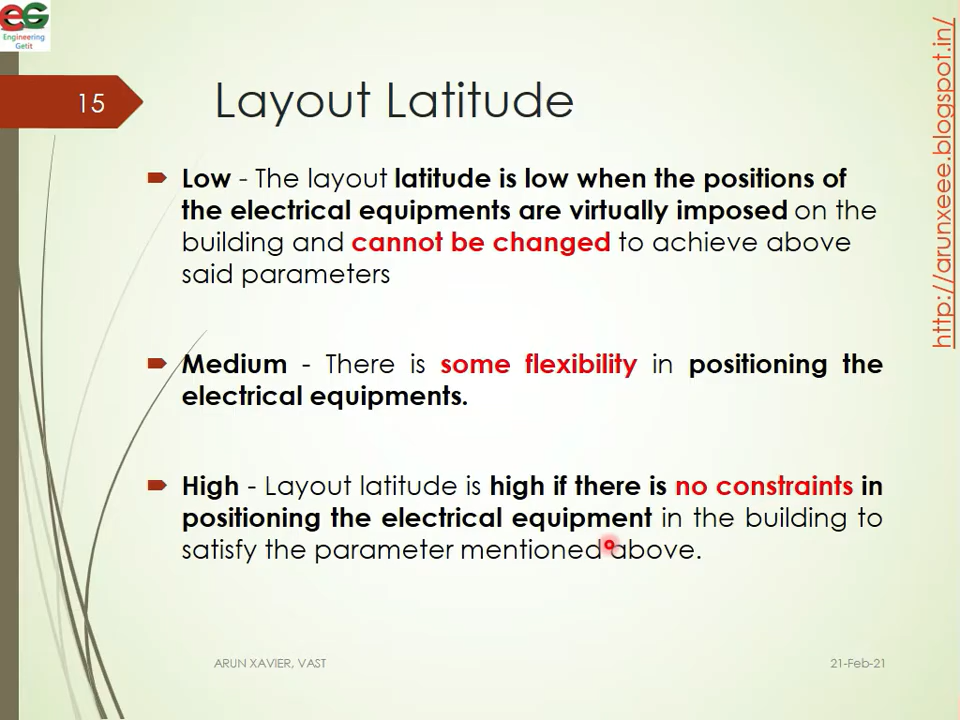 EG
Engineering
Getit
http://arunxeee.blogspot.in/
15
Layout Latitude
Low - The layout latitude is low when the positions of
the electrical equipments are virtually imposed on the
building and cannot be changed to achieve above
said parameters
Medium - There is some flexibility in positioning the
electrical equipments.
High - Layout latitude is high if there is no constraints in
positioning the electrical equipment in the building to
satisfy the parameter mentioned above.
ARUN XAVIER, VAST
21-Feb-21